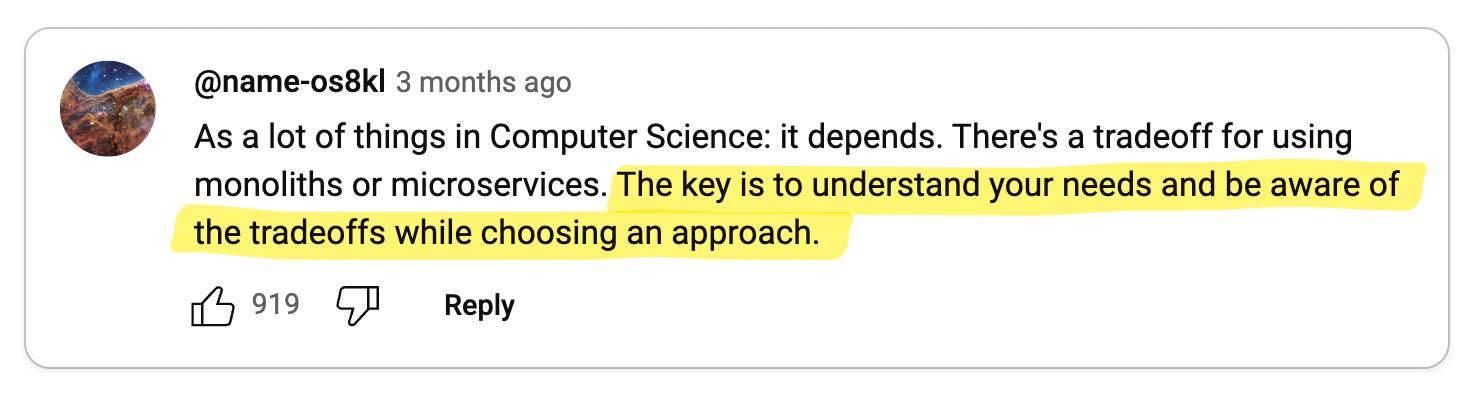 @name-os8kl 3 months ago
As a lot of things in Computer Science: it depends. There's a tradeoff for using
monoliths or microservices. The key is to understand your needs and be aware of
the tradeoffs while choosing an approach.
919 Reply